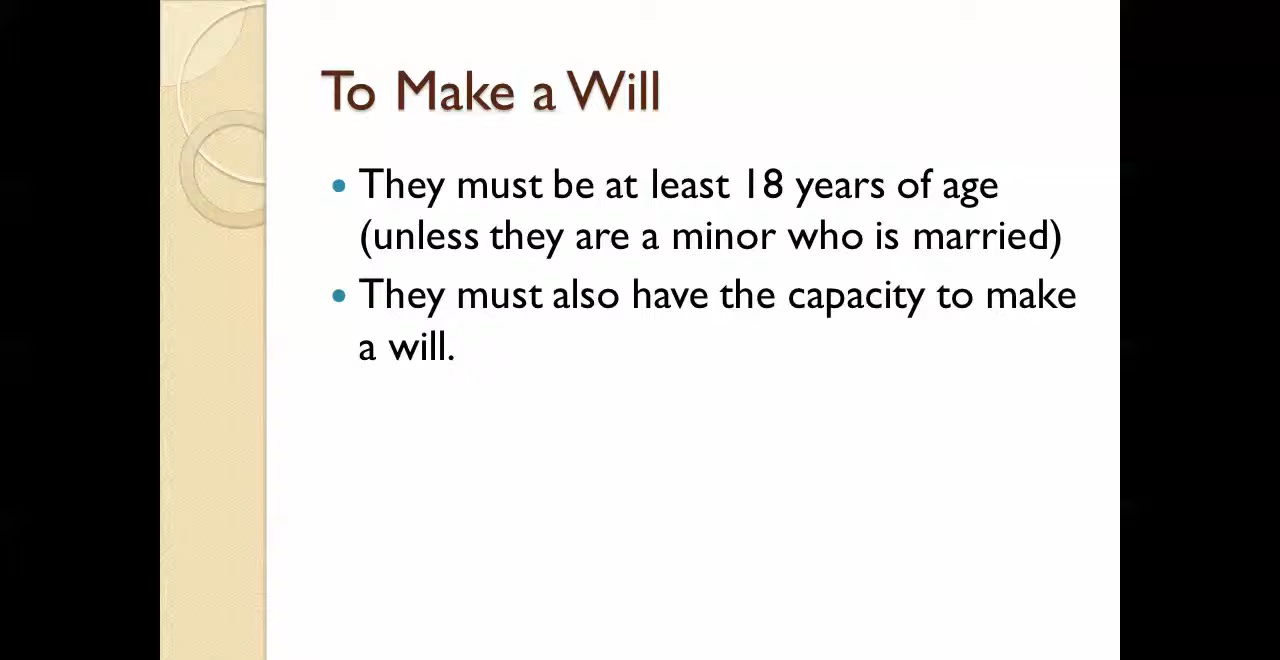 To Make a Will
• They must be at least 18 years of age
(unless they are a minor who is married)
• They must also have the capacity to make
a will.